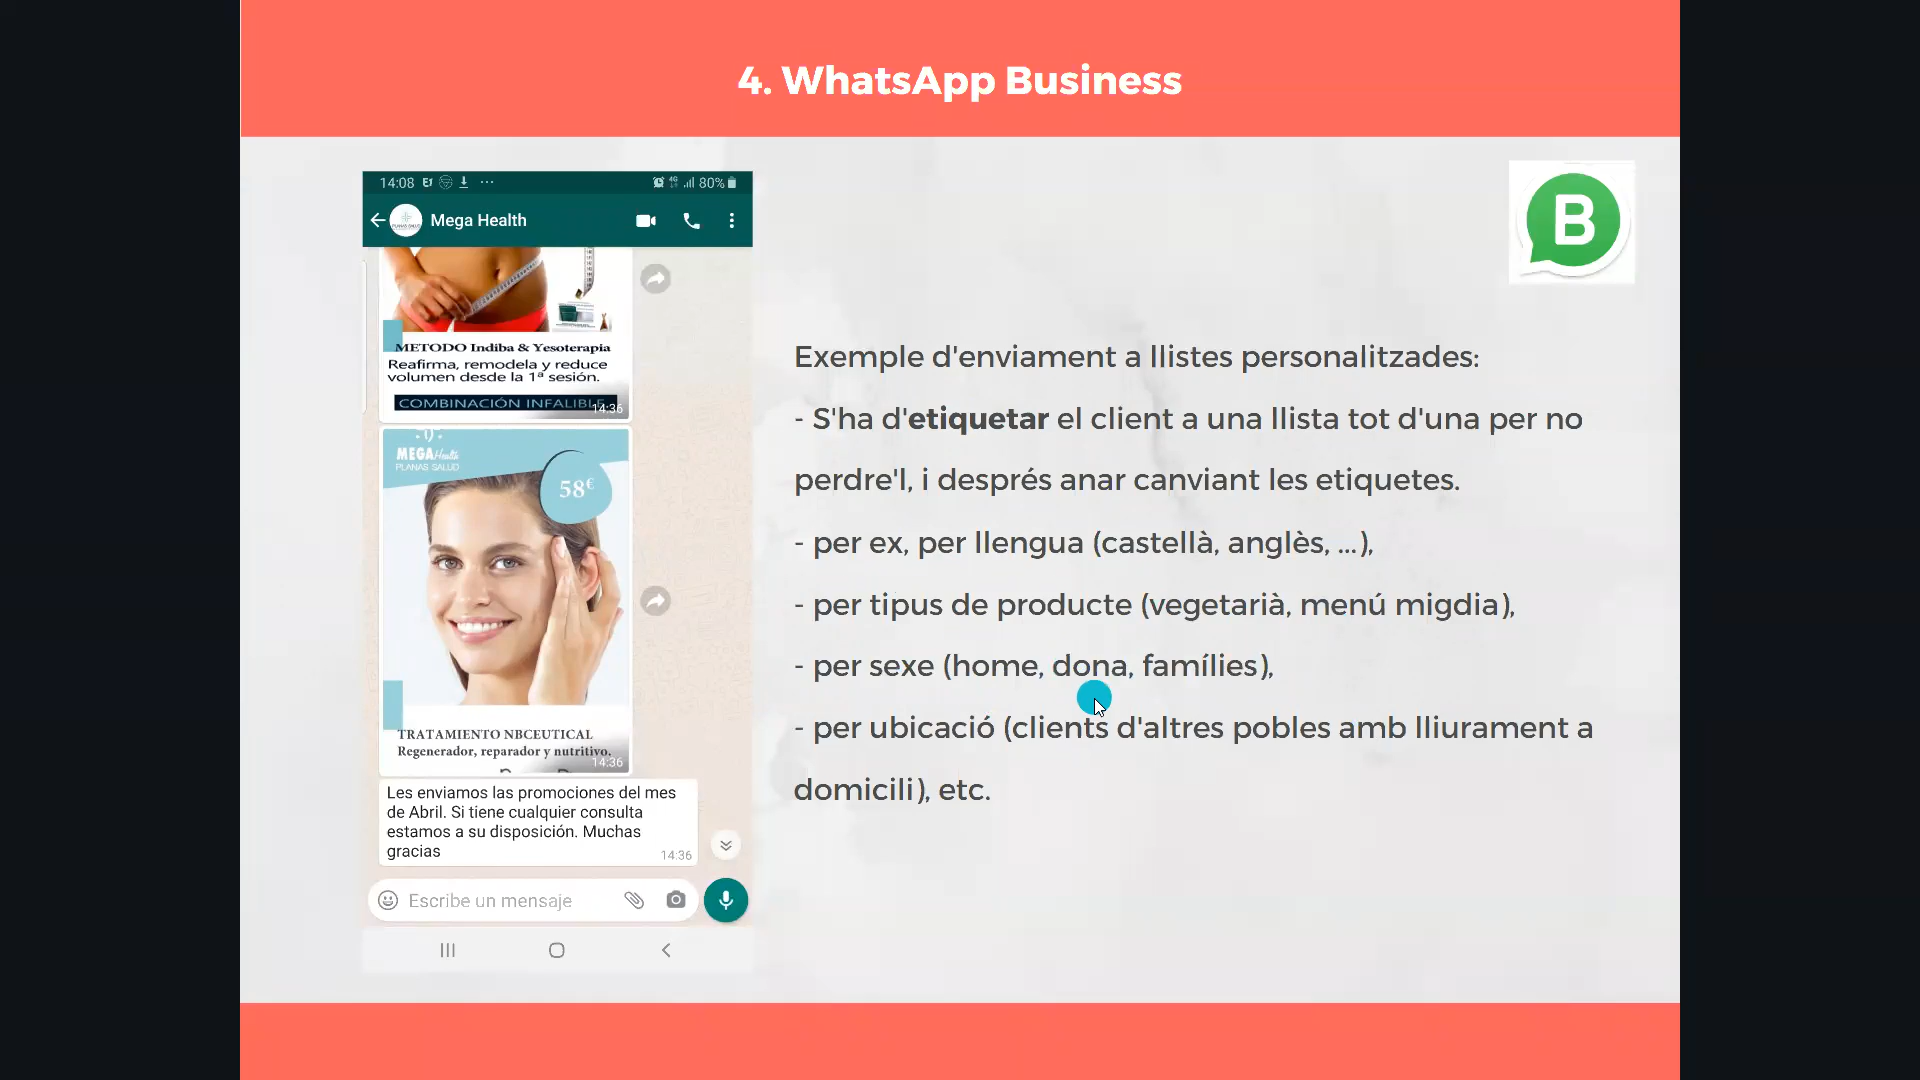 4. WhatsApp Business
14:08
80%
Mega Health
METODO Indiba & Yesoterapia
Reafirma, remodela y reduce
volumen desde la 1ª sesión.
COMBINACIÓN INFALIBLE
14:36
MEGA Health
PLANAS SALUD
58€
TRATAMIENTO NBCEUTICAL
Regenerador, reparador y nutritivo.
14:36
Les enviamos las promociones del mes
de Abril. Si tiene cualquier consulta
estamos a su disposición. Muchas
gracias
14:36
Escribe un mensaje
B
Exemple d'enviament a llistes personalitzades:
- S'ha d'etiquetar el client a una llista tot d'una per no
perdre'l, i després anar canviant les etiquetes.
- per ex, per llengua (castellà, anglès, ...),
- per tipus de producte (vegetarià, menú migdia),
- per sexe (home, dona, famílies),
- per ubicació (clients d'altres pobles amb lliurament a
domicili), etc.